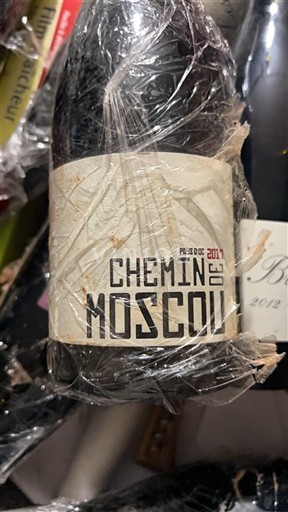 PAYS D'OC 2017
CHEMIN
DE
MOSCOU
2012